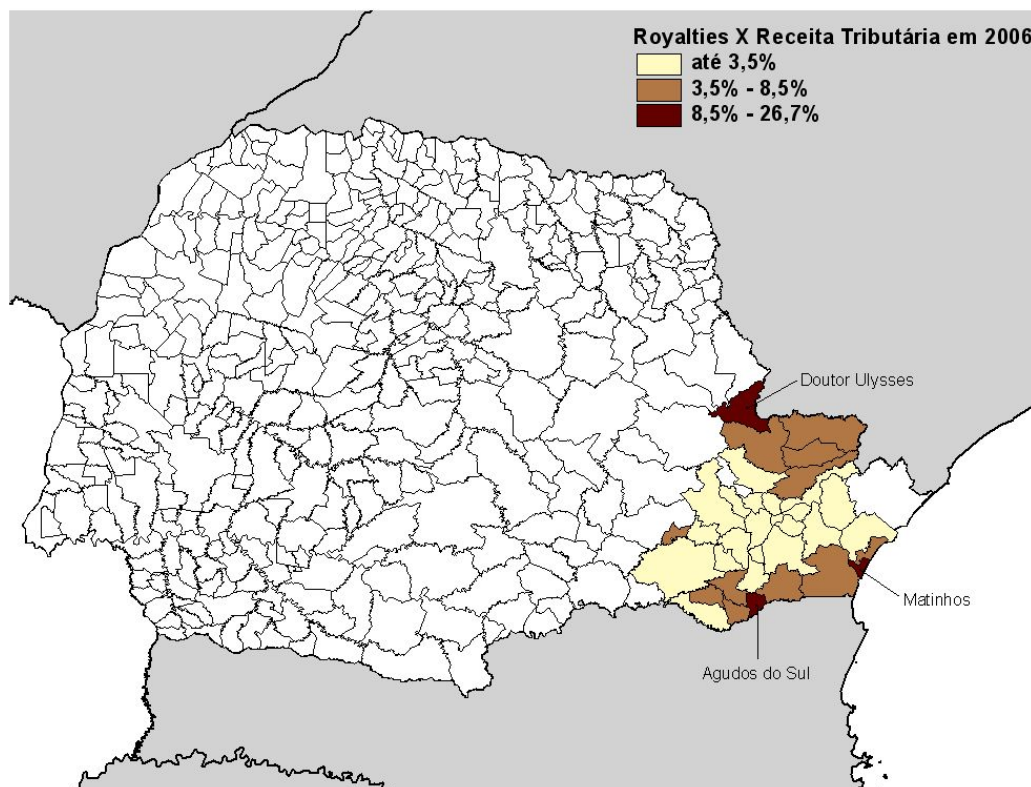 Royalties X Receita Tributária em 2006
até 3,5%
3,5% - 8,5%
8,5% - 26,7%
Doutor Ulysses
Matinhos
Agudos do Sul